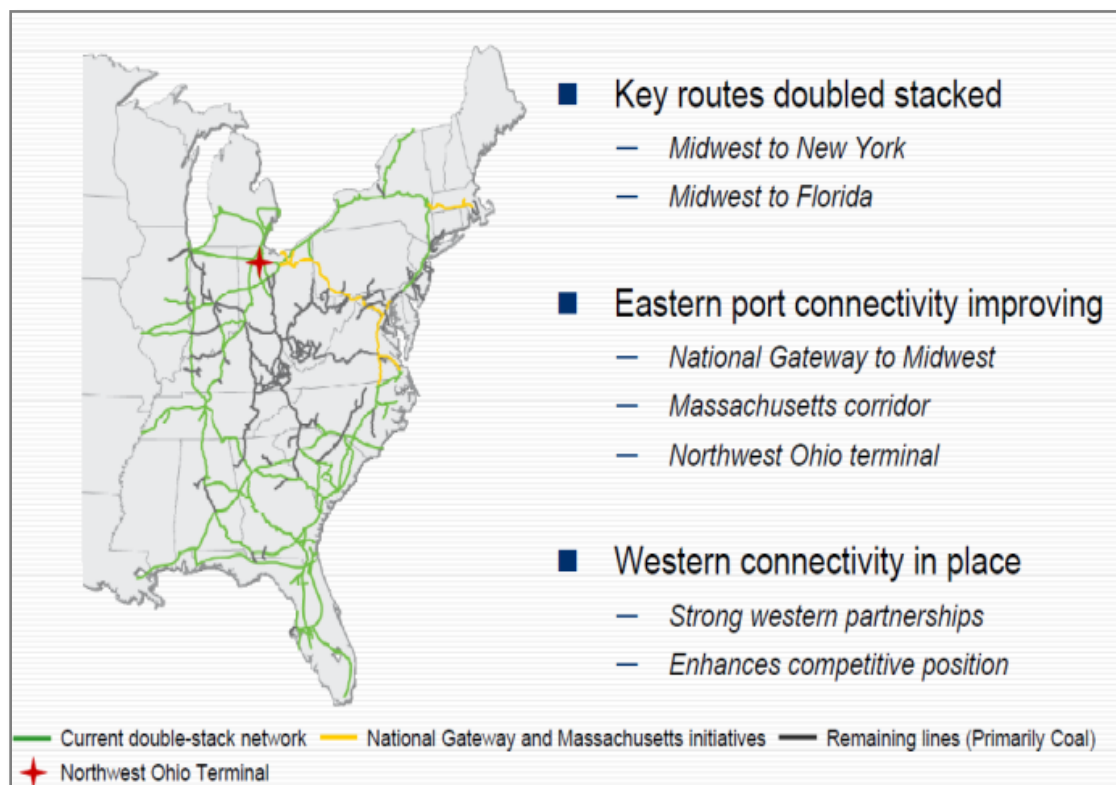 ■ Key routes doubled stacked
– Midwest to New York
– Midwest to Florida
■ Eastern port connectivity improving
– National Gateway to Midwest
– Massachusetts corridor
– Northwest Ohio terminal
■ Western connectivity in place
– Strong western partnerships
– Enhances competitive position
Current double-stack network National Gateway and Massachusetts initiatives Remaining lines (Primarily Coal)
Northwest Ohio Terminal